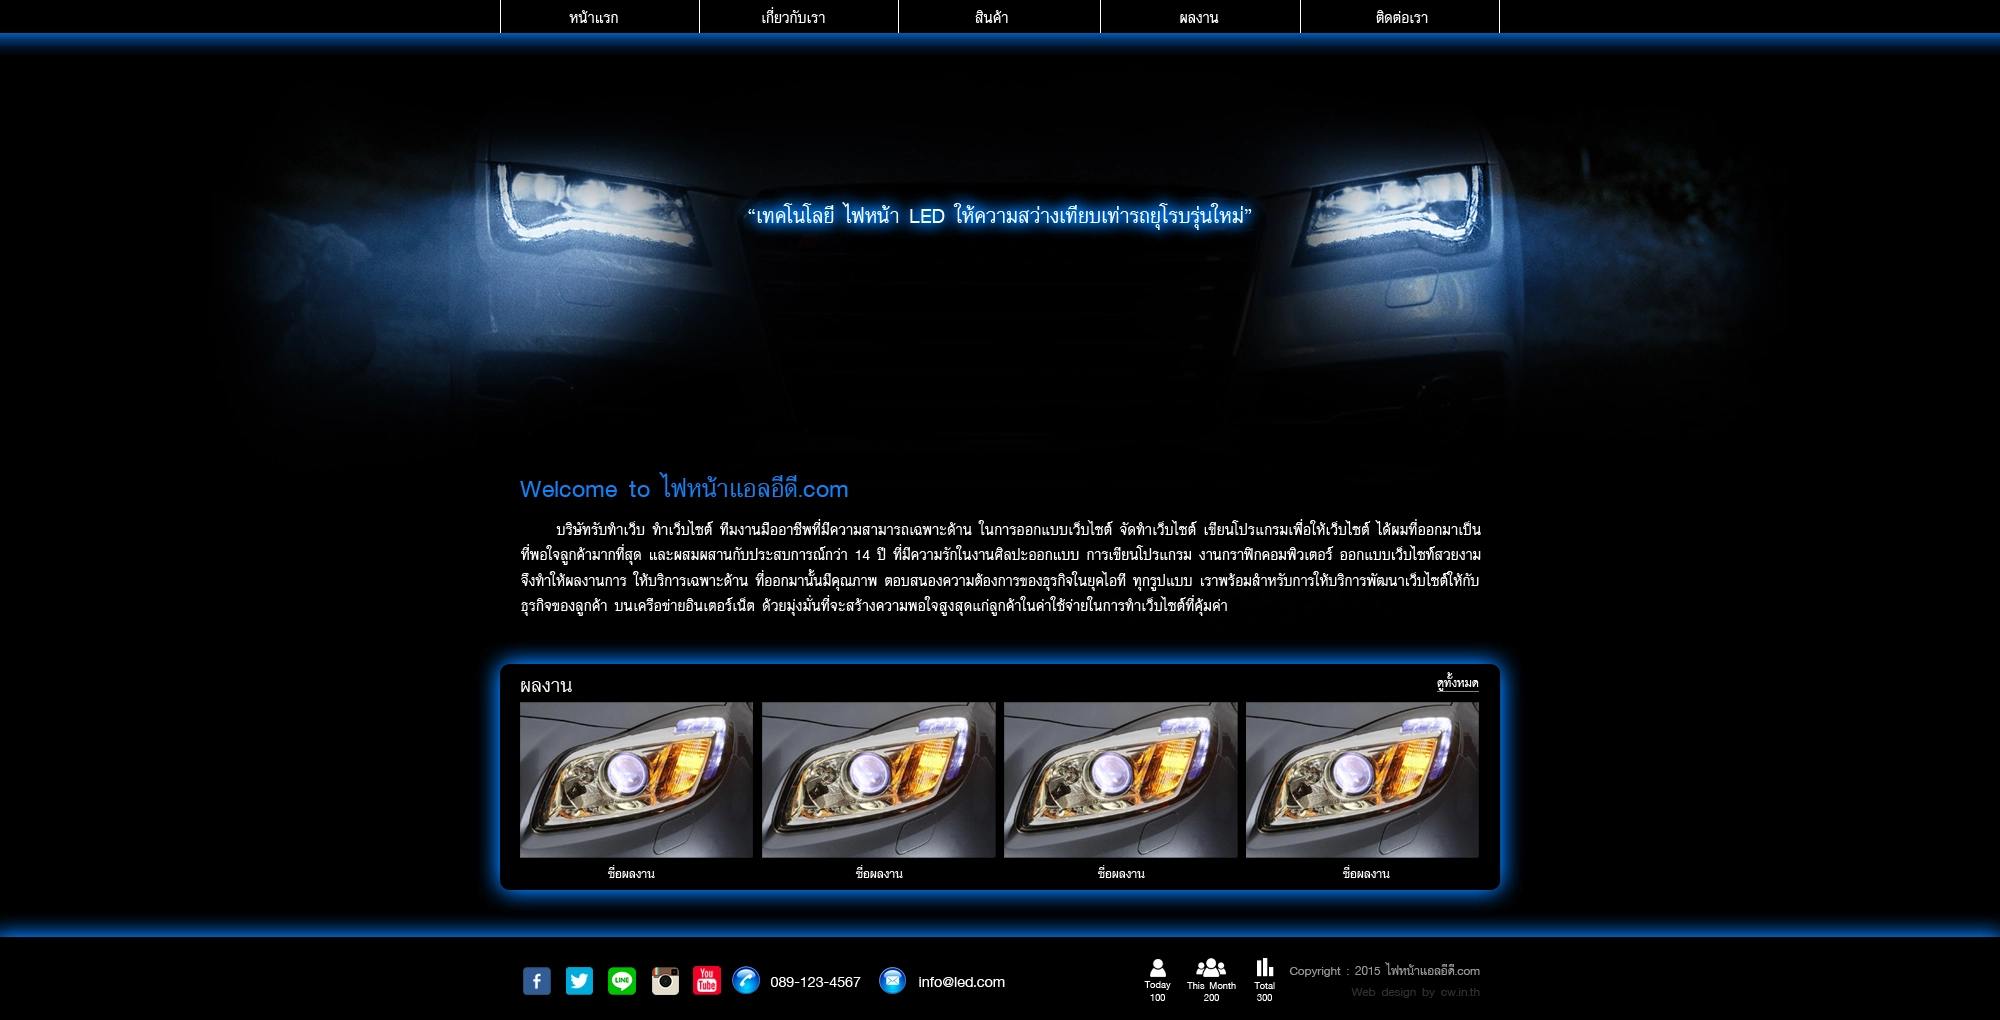 หน้าแรก เกี่ยวกับเรา สินค้า ผลงาน ติดต่อเรา
“เทคโนโลยี ไฟหน้า LED ให้ความสว่างเทียบเท่ารถยุโรบรุ่นใหม่”
Welcome to ไฟหน้าแอลอีดี.com
บริษัทรับทำเว็บ ทำเว็บไซต์ ทีมงานมืออาชีพที่มีความสามารถเฉพาะด้าน ในการออกแบบเว็บไซต์ จัดทำเว็บไซต์ เขียนโปรแกรมเพื่อให้เว็บไซต์ ได้ผมที่ออกมาเป็น
ที่พอใจลูกค้ามากที่สุด และผสมผสานกับประสบการณ์กว่า 14 ปี ที่มีความรักในงานศิลปะออกแบบ การเขียนโปรแกรม งานกราฟิกคอมพิวเตอร์ ออกแบบเว็บไซท์สวยงาม
จึงทำให้ผลงานการ ให้บริการเฉพาะด้าน ที่ออกมานั้นมีคุณภาพ ตอบสนองความต้องการของธุรกิจในยุคไอที ทุกรูปแบบ เราพร้อมสำหรับการให้บริการพัฒนาเว็บไซต์ให้กับ
ธุรกิจของลูกค้า บนเครือข่ายอินเตอร์เน็ต ด้วยมุ่งมั่นที่จะสร้างความพอใจสูงสุดแก่ลูกค้าในค่าใช้จ่ายในการทำเว็บไซต์ที่คุ้มค่า
ผลงาน ดูทั้งหมด
ชื่อผลงาน ชื่อผลงาน ชื่อผลงาน ชื่อผลงาน
LINE You Tube 089-123-4567 info@led.com
Today This Month Total
100 200 300
Copyright : 2015 ไฟหน้าแอลอีดี.com
Web design by cw.in.th